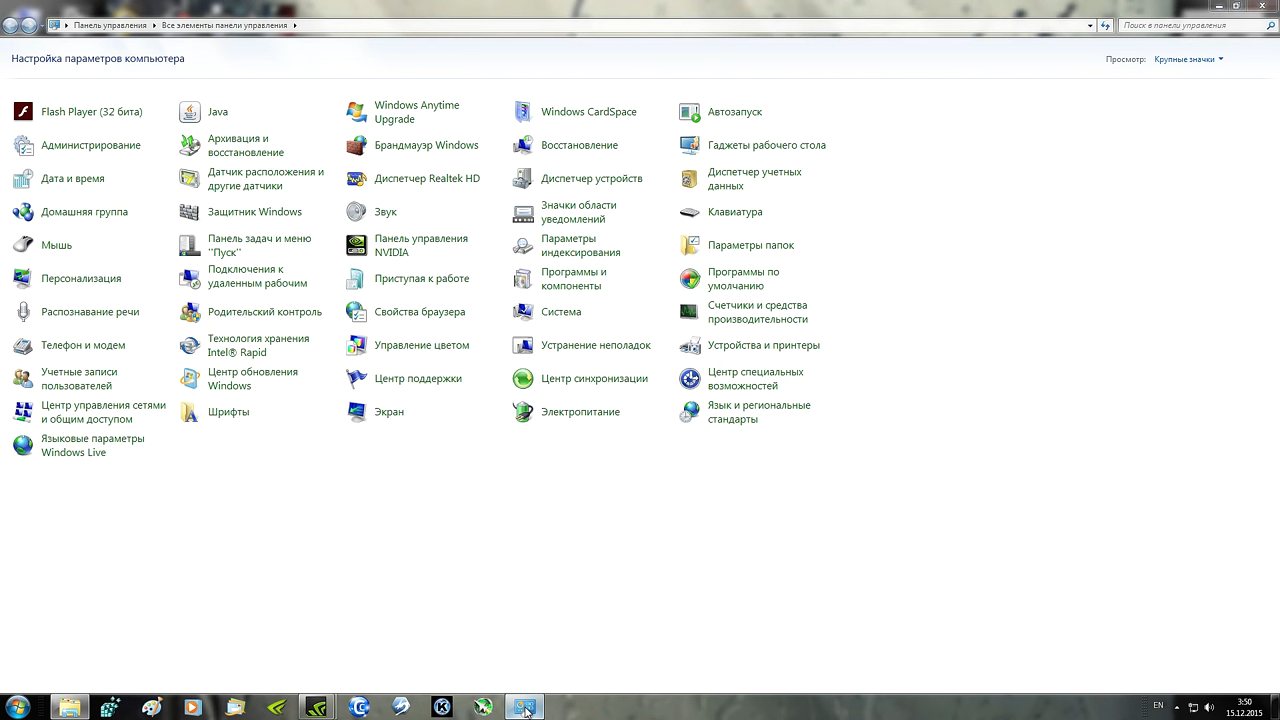 Панель управления
Все элементы панели управления
Поиск в панели управления
Настройка параметров компьютера
Просмотр:
Крупные значки
Flash Player (32 бита)
Java
Windows Anytime
Upgrade
Windows CardSpace
Автозапуск
Администрирование
Архивация и
восстановление
Брандмауэр Windows
Восстановление
Гаджеты рабочего стола
Дата и время
Датчик расположения и
другие датчики
Диспетчер Realtek HD
Диспетчер устройств
Диспетчер учетных
данных
Домашняя группа
Защитник Windows
Звук
Значки области
уведомлений
Клавиатура
Мышь
Панель задач и меню
''Пуск''
Панель управления
NVIDIA
Параметры
индексирования
Параметры папок
Персонализация
Подключения к
удаленным рабочим
Приступая к работе
Программы и
компоненты
Программы по
умолчанию
Распознавание речи
Родительский контроль
Свойства браузера
Система
Счетчики и средства
производительности
Телефон и модем
Технология хранения
Intel® Rapid
Управление цветом
Устранение неполадок
Устройства и принтеры
Учетные записи
пользователей
Центр обновления
Windows
Центр поддержки
Центр синхронизации
Центр специальных
возможностей
Центр управления сетями
и общим доступом
Шрифты
Экран
Электропитание
Язык и региональные
стандарты
Языковые параметры
Windows Live
EN
3:50
15.12.2015